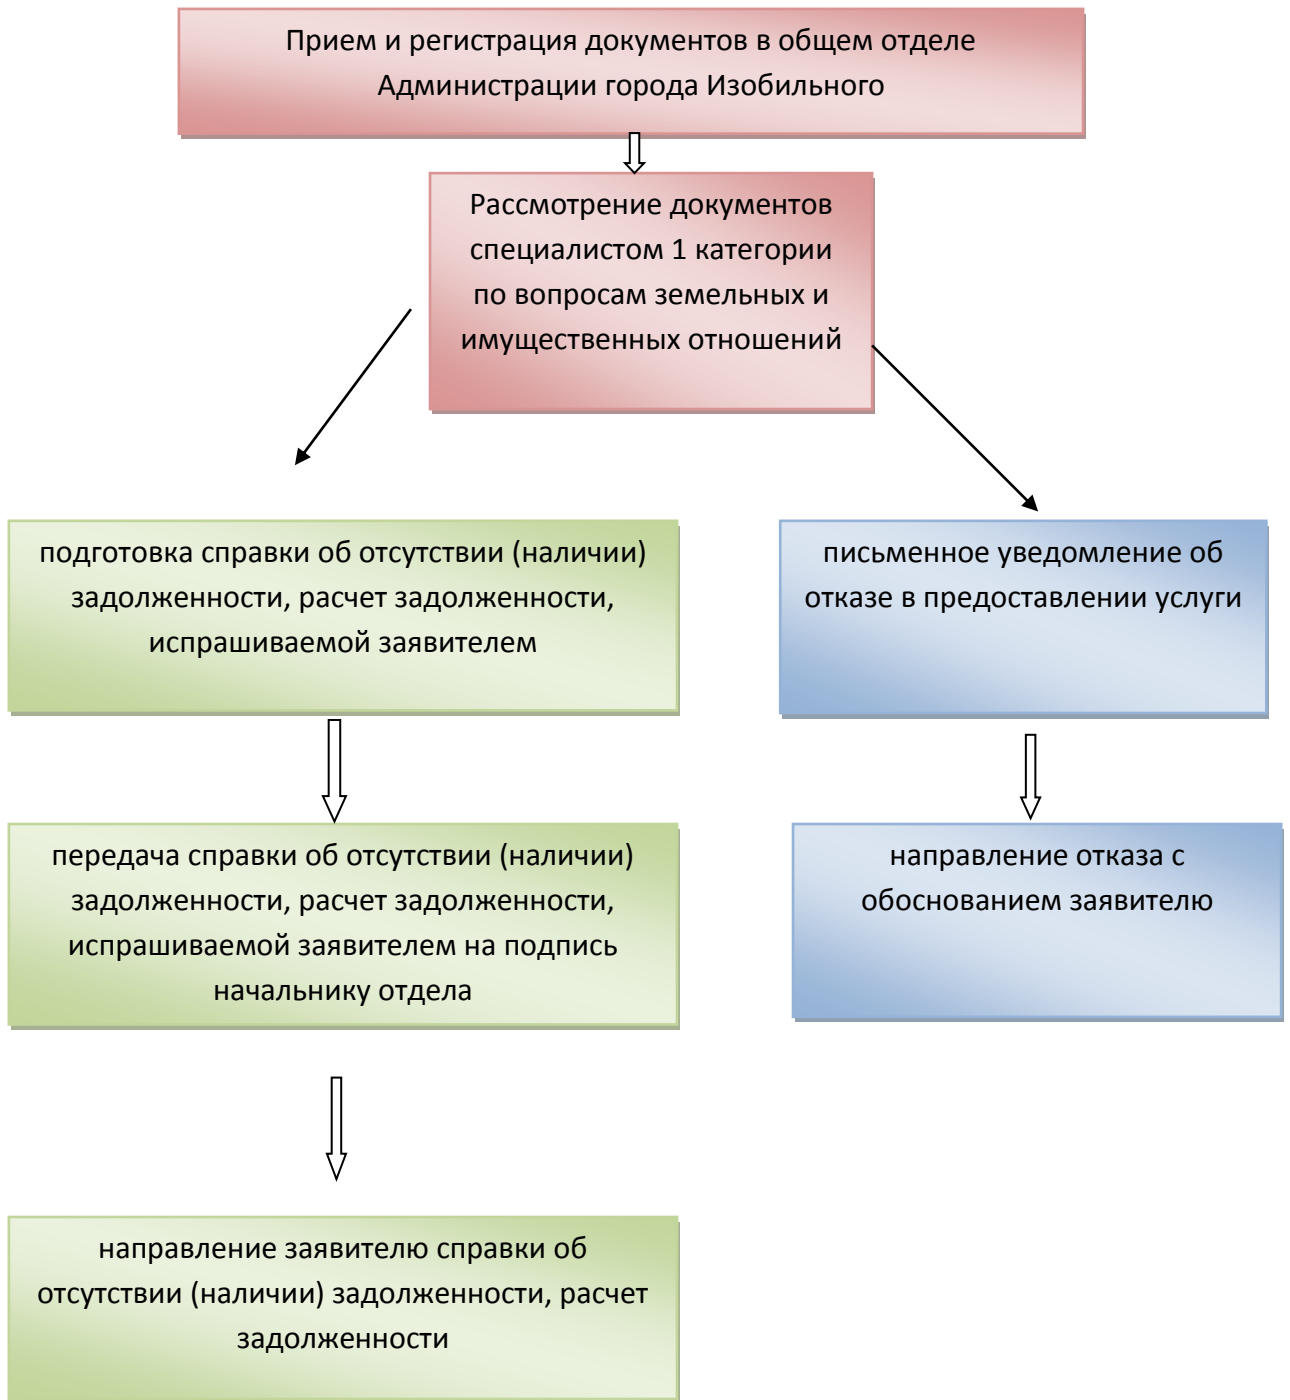 Прием и регистрация документов в общем отделе
Администрации города Изобильного
Рассмотрение документов
специалистом 1 категории
по вопросам земельных и
имущественных отношений
подготовка справки об отсутствии (наличии)
задолженности, расчет задолженности,
испрашиваемой заявителем
письменное уведомление об
отказе в предоставлении услуги
передача справки об отсутствии (наличии)
задолженности, расчет задолженности,
испрашиваемой заявителем на подпись
начальнику отдела
направление отказа с
обоснованием заявителю
направление заявителю справки об
отсутствии (наличии) задолженности, расчет
задолженности